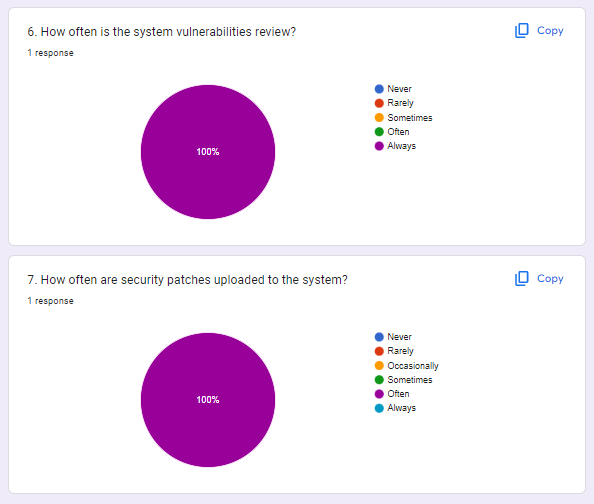 6. How often is the system vulnerabilities review?
Copy
1 response
100%
Never
Rarely
Sometimes
Often
Always
7. How often are security patches uploaded to the system?
Copy
1 response
100%
Never
Rarely
Occasionally
Sometimes
Often
Always